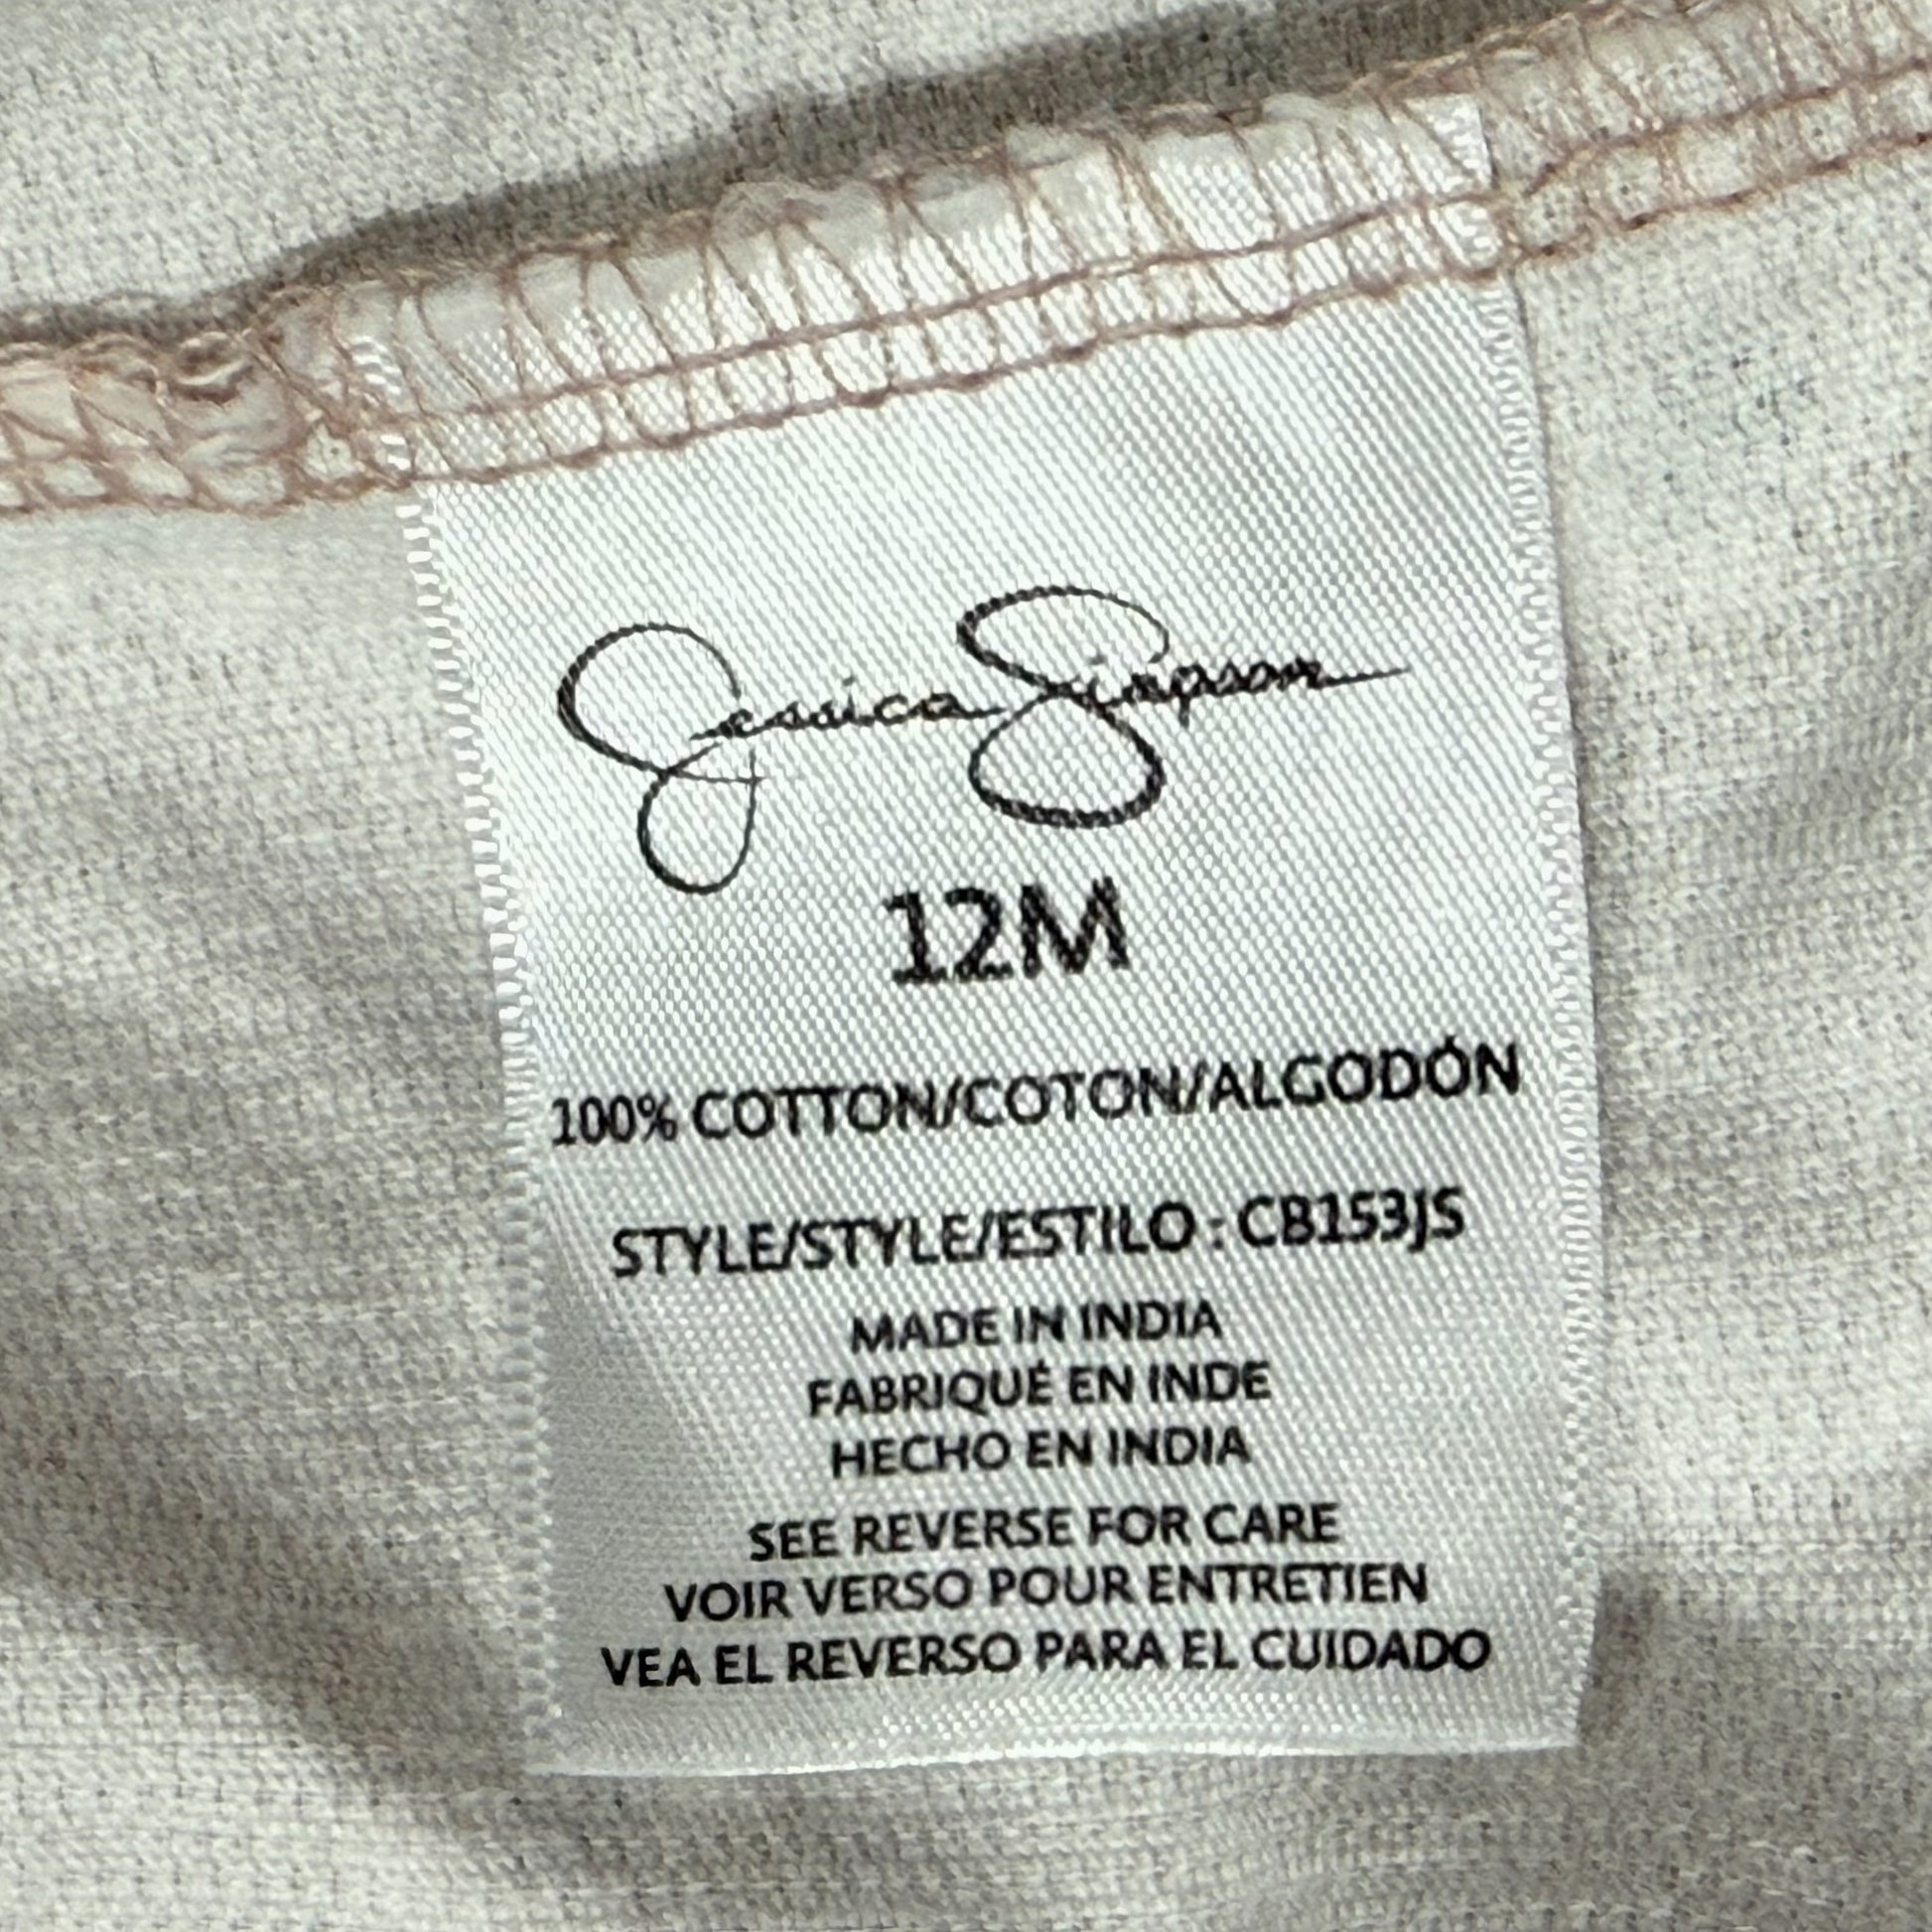 Jessica Simpson
12M
100% COTTON/COTON/ALGODÓN
STYLE/STYLE/ESTILO : CB153JS
MADE IN INDIA
FABRIQUÉ EN INDE
HECHO EN INDIA
SEE REVERSE FOR CARE
VOIR VERSO POUR ENTRETIEN
VEA EL REVERSO PARA EL CUIDADO